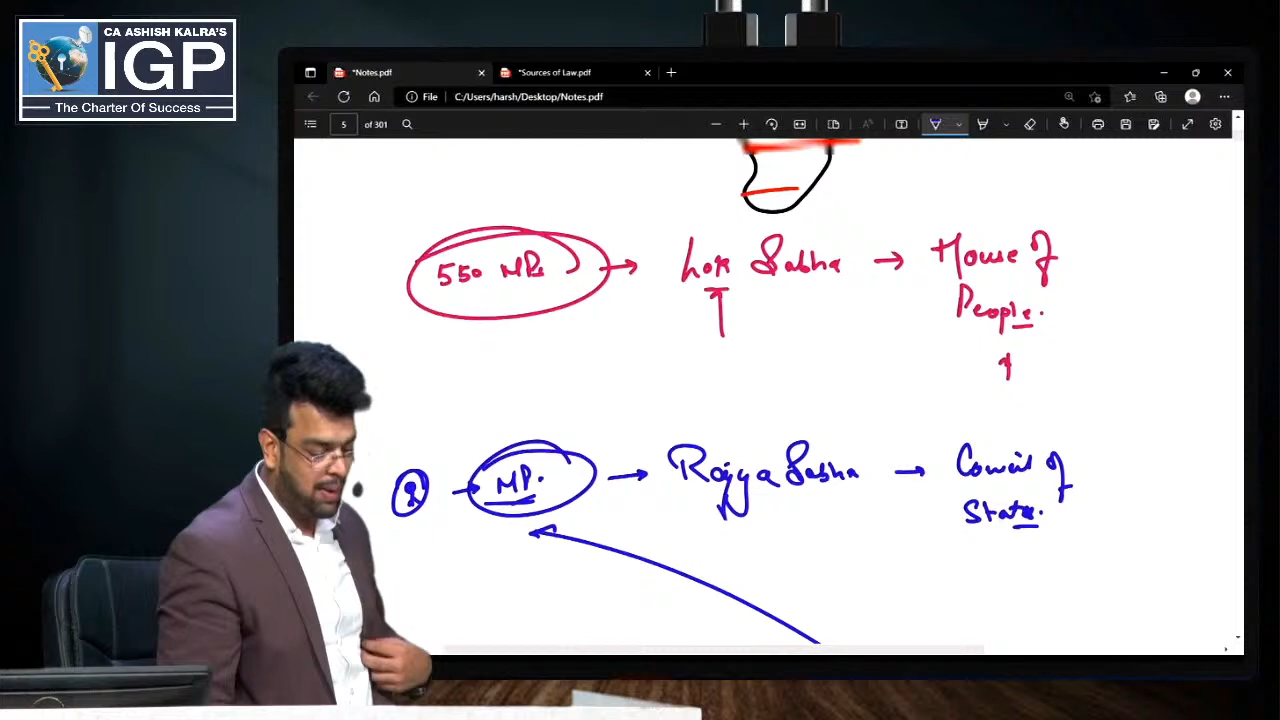 CA ASHISH KALRA'S
IGP
The Charter Of Success
*Notes.pdf
*Sources of Law.pdf
File
C:/Users/harsh/Desktop/Notes.pdf
5
of 301
550 MPs → Lok Sabha → House of
People.
MP. → Rajya Sabha → Council of
States.